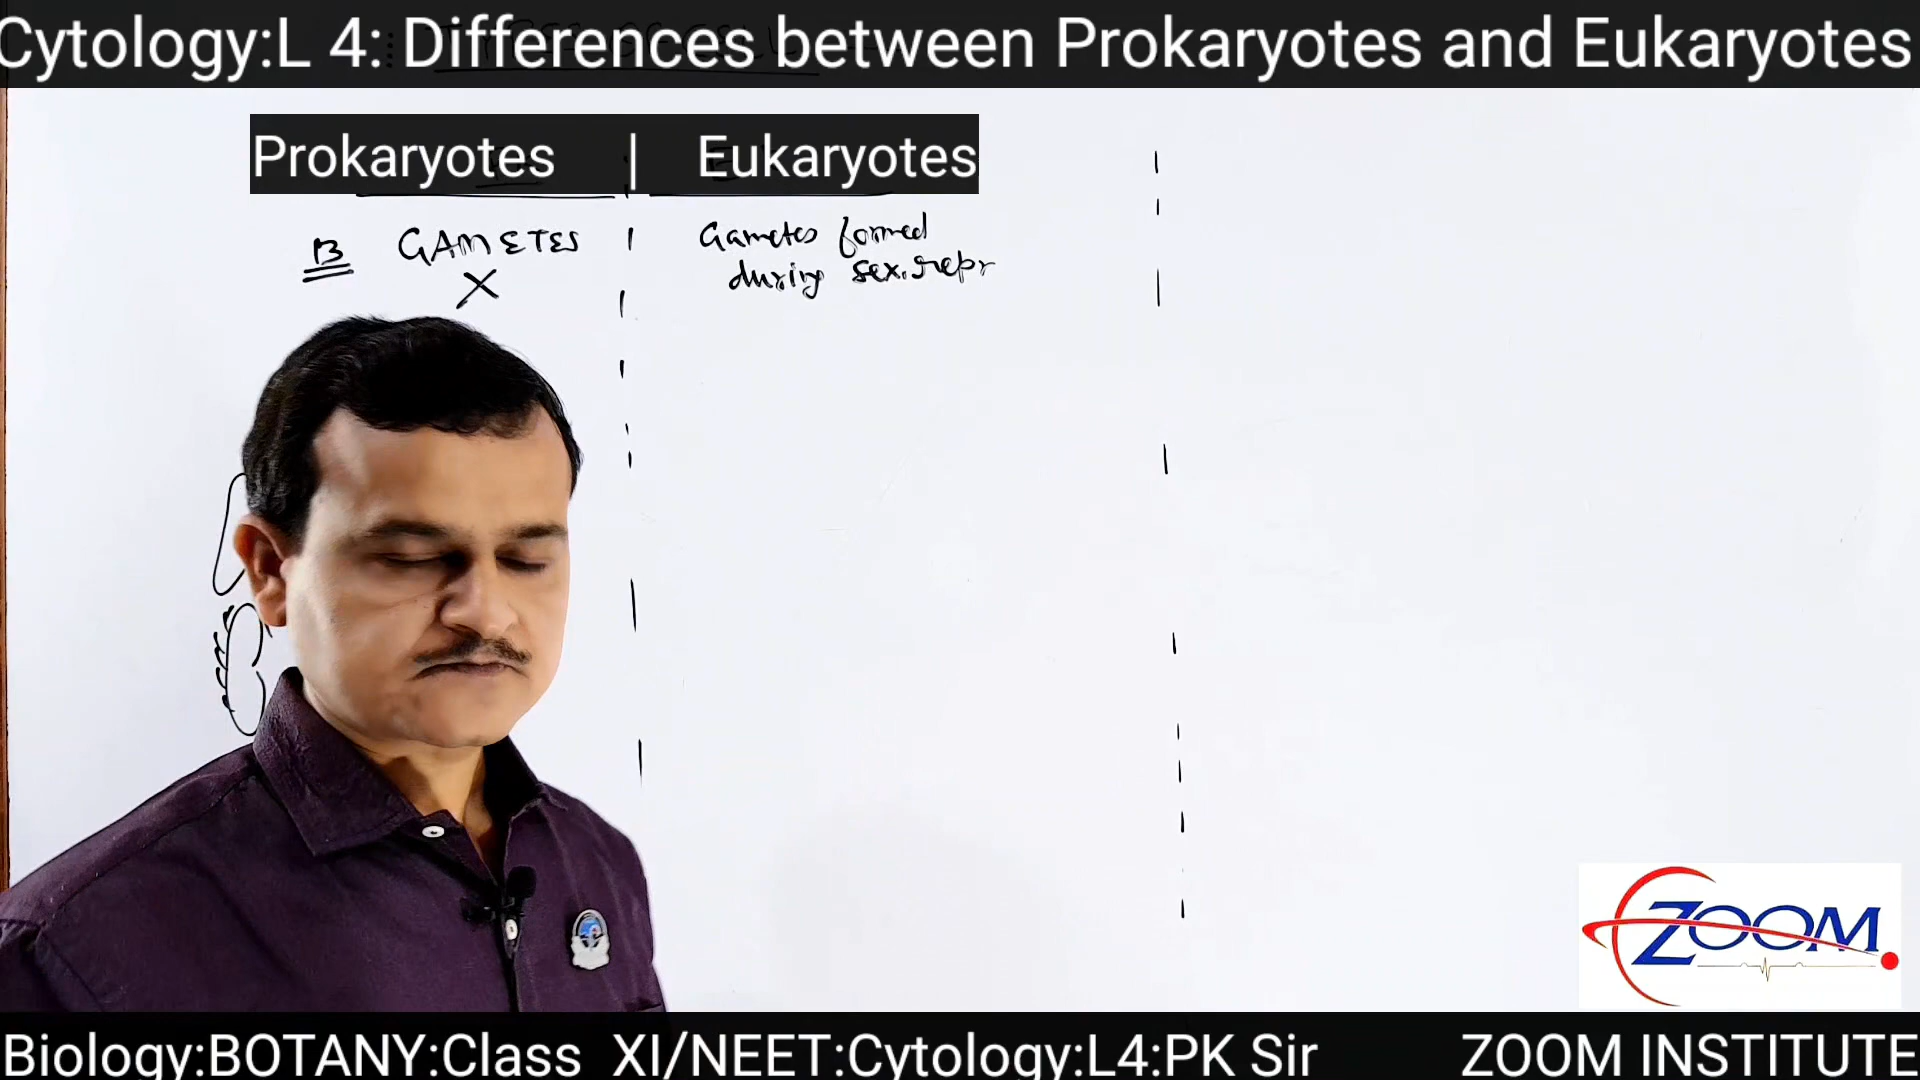 Cytology:L 4: Differences between Prokaryotes and Eukaryotes
Prokaryotes | Eukaryotes
13 GAMETES
X
Gametes formed
during sex. repr
ZOOM
Biology:BOTANY:Class XI/NEET:Cytology:L4:PK Sir ZOOM INSTITUTE